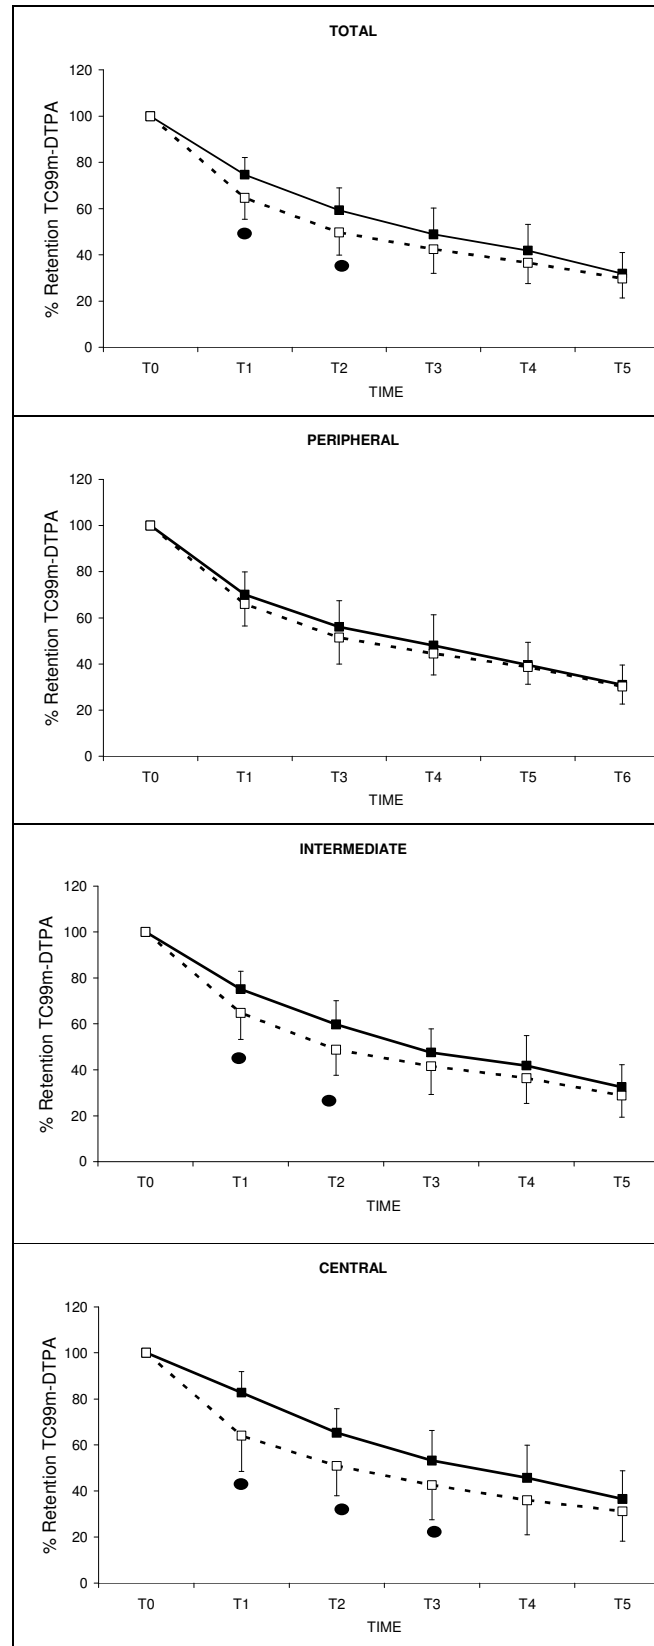 TOTAL
% Retention TC99m-DTPA
120
100
80
60
40
20
0
T0 T1 T2 T3 T4 T5
TIME
PERIPHERAL
% Retention TC99m-DTPA
120
100
80
60
40
20
0
T0 T1 T3 T4 T5 T6
TIME
INTERMEDIATE
% Retention TC99m-DTPA
120
100
80
60
40
20
0
T0 T1 T2 T3 T4 T5
TIME
CENTRAL
% Retention TC99m-DTPA
120
100
80
60
40
20
0
T0 T1 T2 T3 T4 T5
TIME